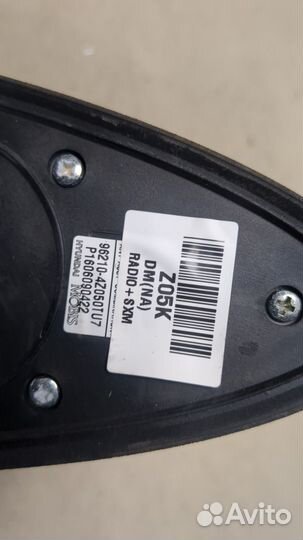 Z05K
DM(NA)
RADIO + SXM
96210-4Z050TU7
P1606090422
HYUNDAI MOBIS
Avito